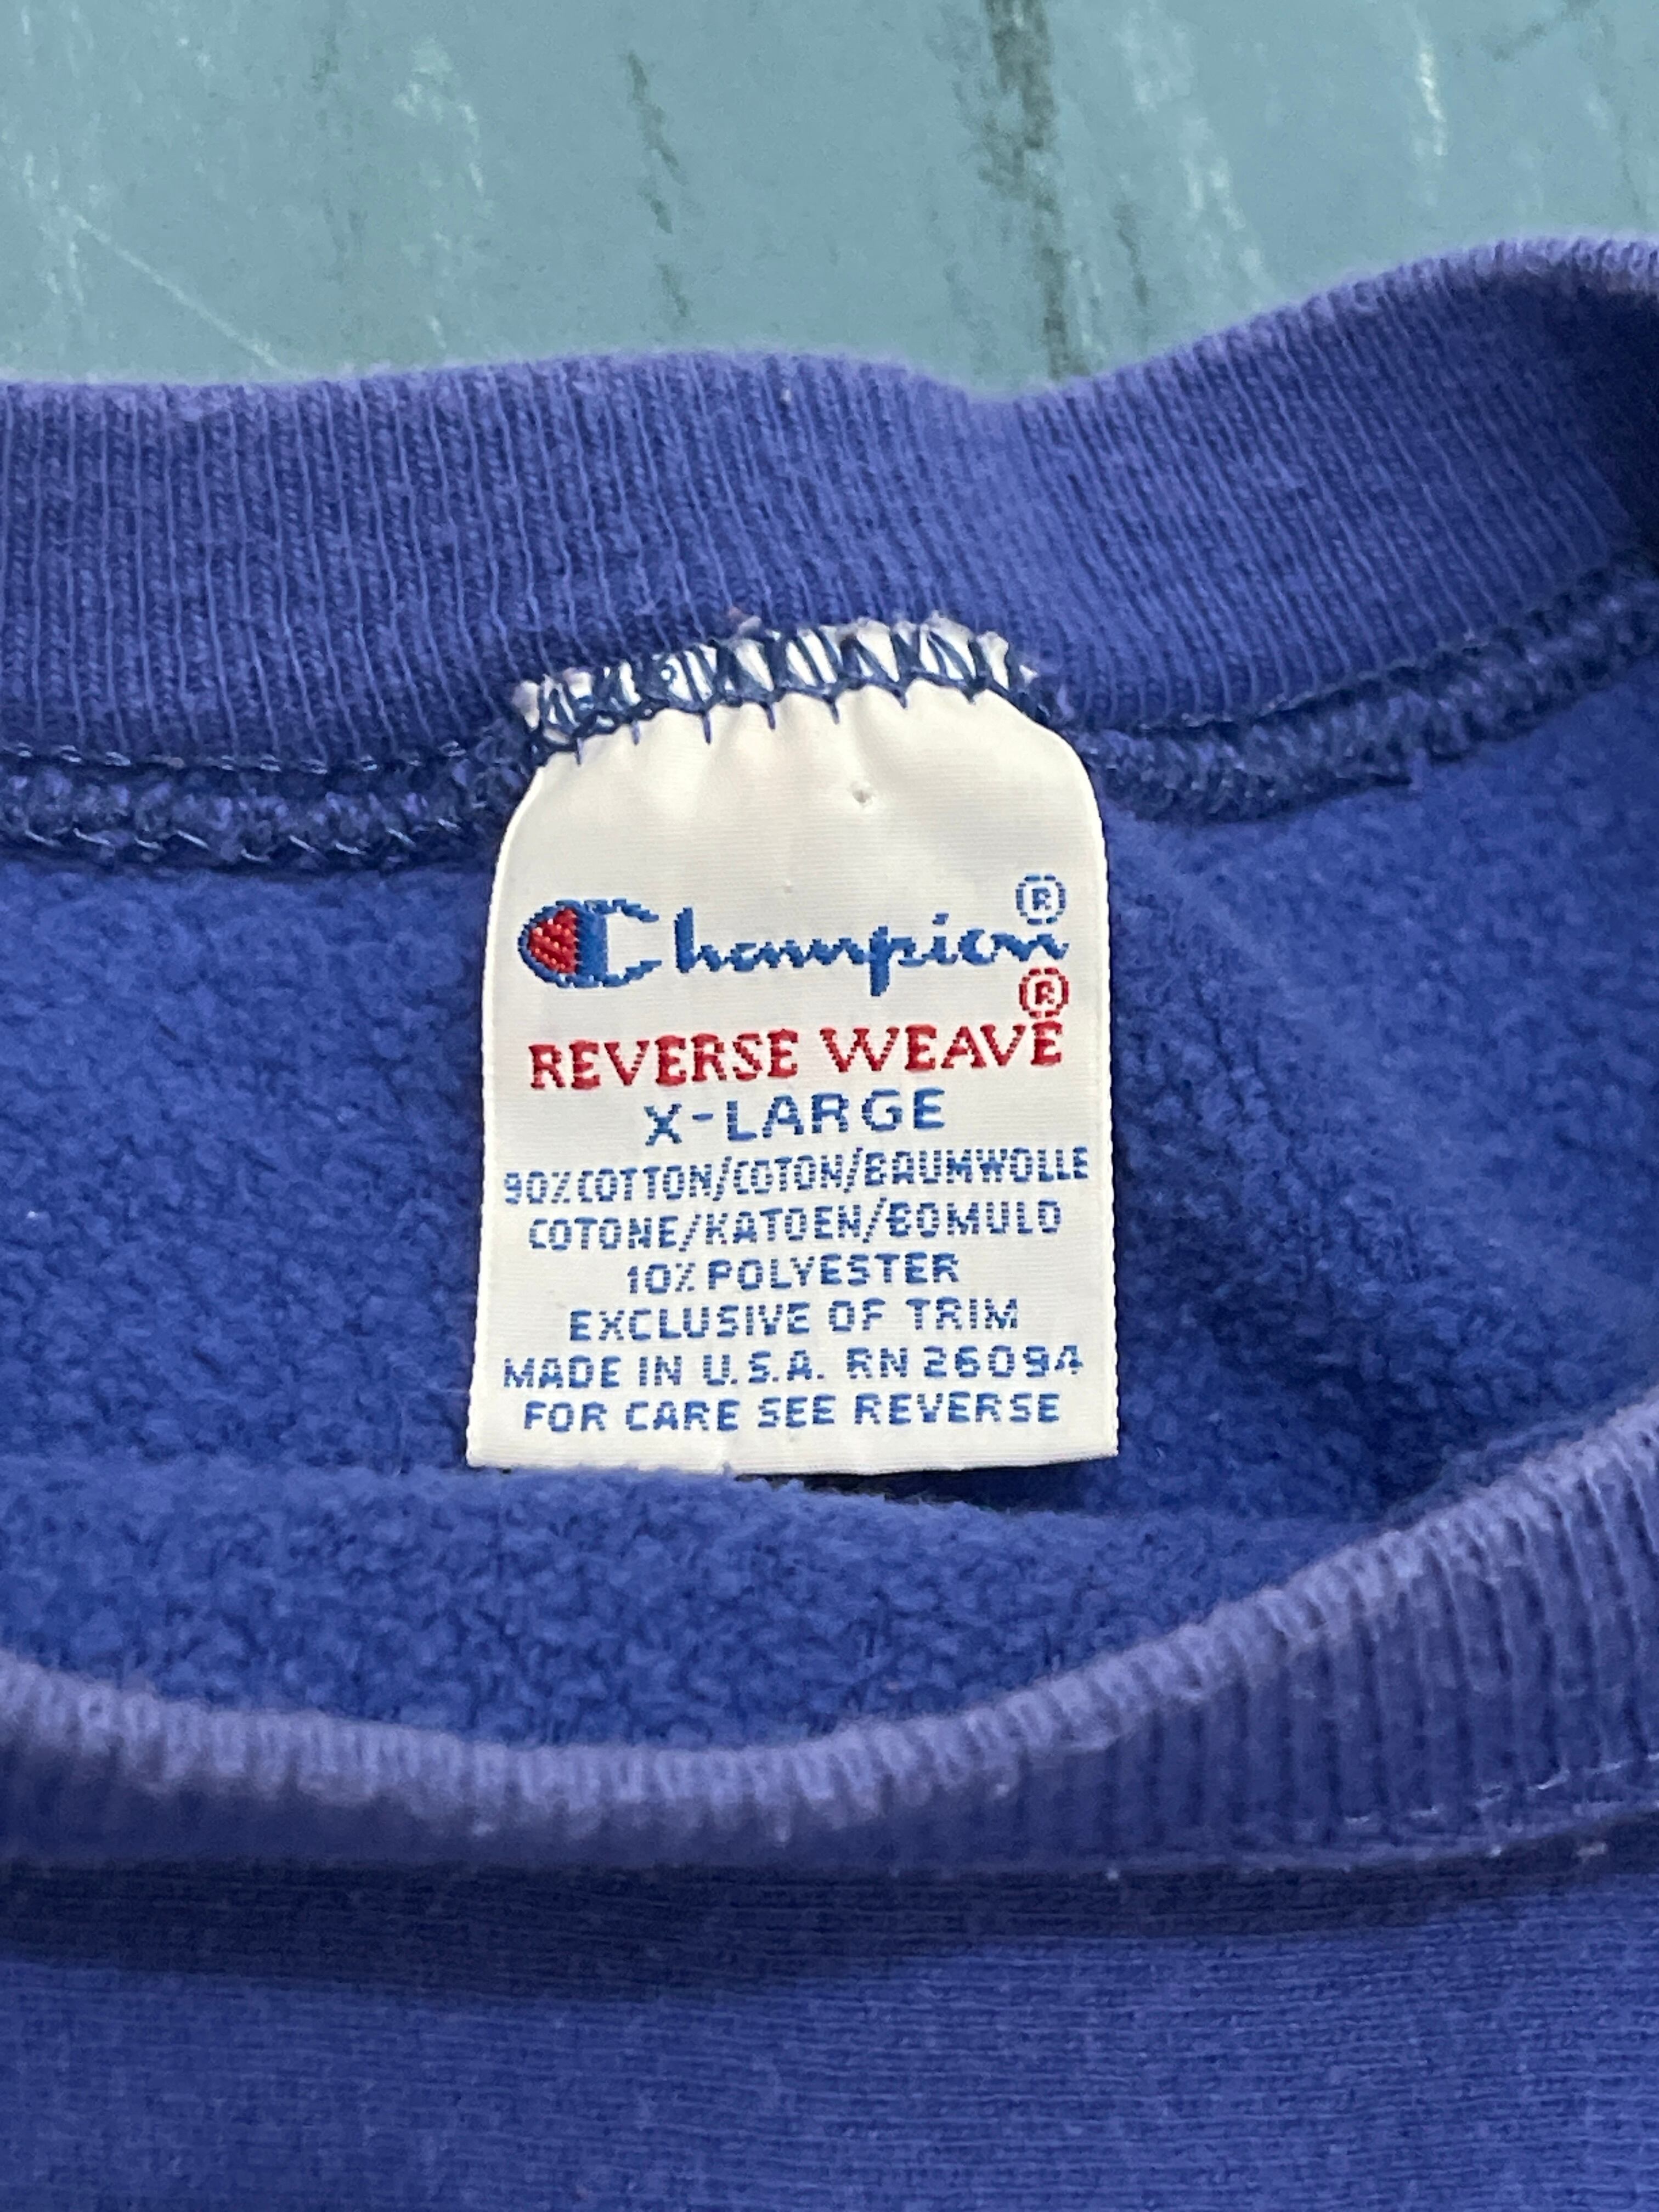 Champion®
REVERSE WEAVE®
X-LARGE
90% COTTON/COTON/BAUMWOLLE
COTONE/KATOEN/BOMULD
10% POLYESTER
EXCLUSIVE OF TRIM
MADE IN U.S.A. RN 26094
FOR CARE SEE REVERSE